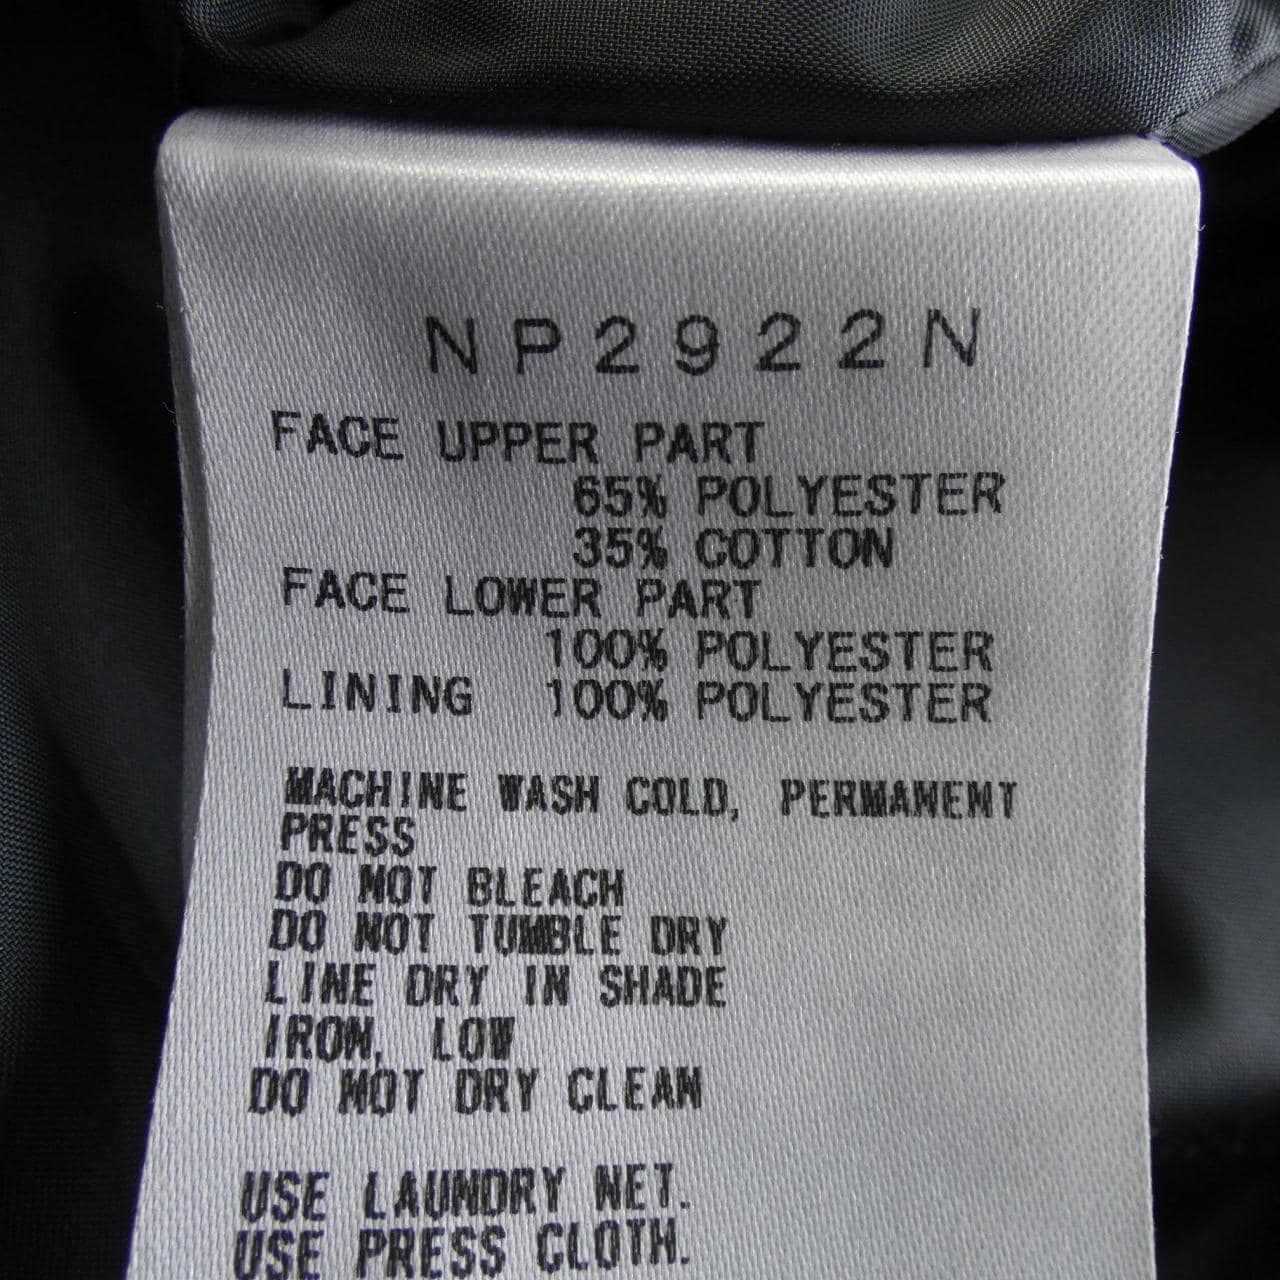 NP2922N
FACE UPPER PART
65% POLYESTER
35% COTTON
FACE LOWER PART
100% POLYESTER
LINING 100% POLYESTER
MACHINE WASH COLD, PERMANENT
PRESS
DO NOT BLEACH
DO NOT TUMBLE DRY
LINE DRY IN SHADE
IRON, LOW
DO NOT DRY CLEAN
USE LAUNDRY NET.
USE PRESS CLOTH.